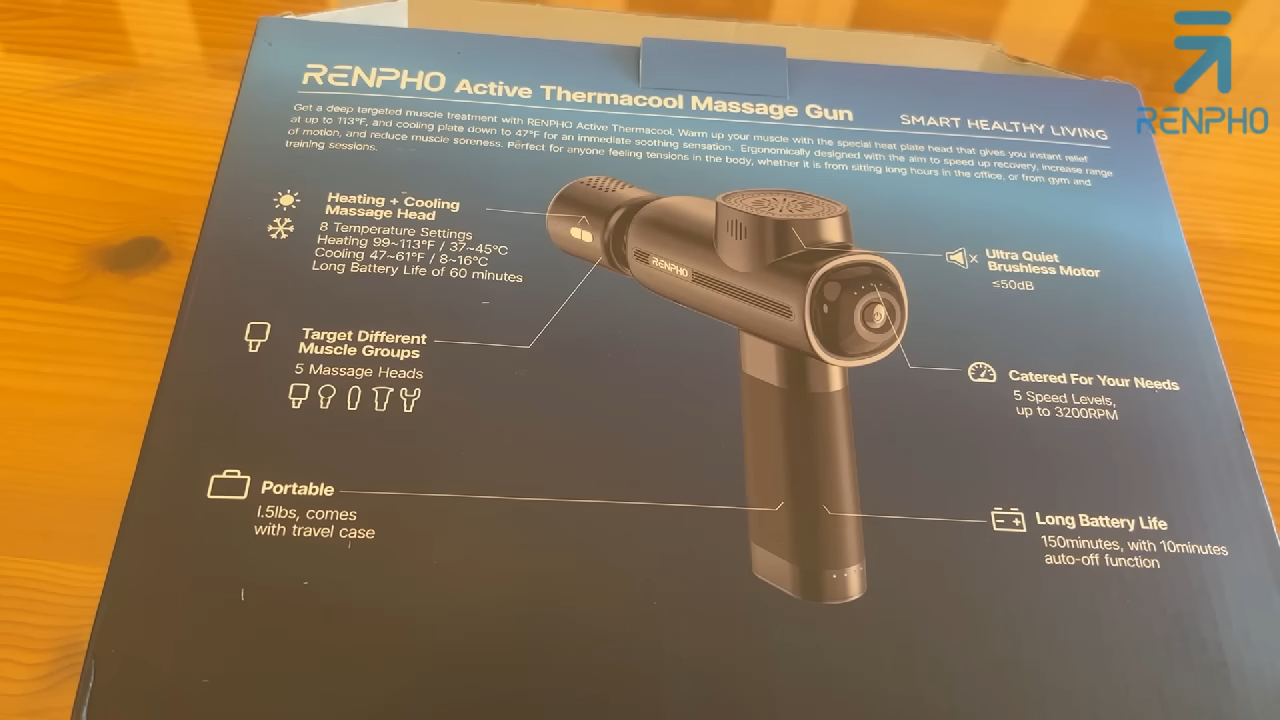 RENPHO
RENPHO Active Thermacool Massage Gun
SMART HEALTHY LIVING
Get a deep targeted muscle treatment with RENPHO Active Thermacool. Warm up your muscle with the special heat plate head that gives you instant relief
at up to 113°F, and cooling plate down to 47°F for an immediate soothing sensation. Ergonomically designed with the aim to speed up recovery, increase range
of motion, and reduce muscle soreness. Perfect for anyone feeling tensions in the body, whether it is from sitting long hours in the office, or from gym and
training sessions.
Heating + Cooling
Massage Head
8 Temperature Settings
Heating 99~113°F / 37~45°C
Cooling 47~61°F / 8~16°C
Long Battery Life of 60 minutes
RENPHO
Ultra Quiet
Brushless Motor
≤50dB
Target Different
Muscle Groups
5 Massage Heads
Catered For Your Needs
5 Speed Levels,
up to 3200RPM
Portable
1.5lbs, comes
with travel case
Long Battery Life
150minutes, with 10minutes
auto-off function